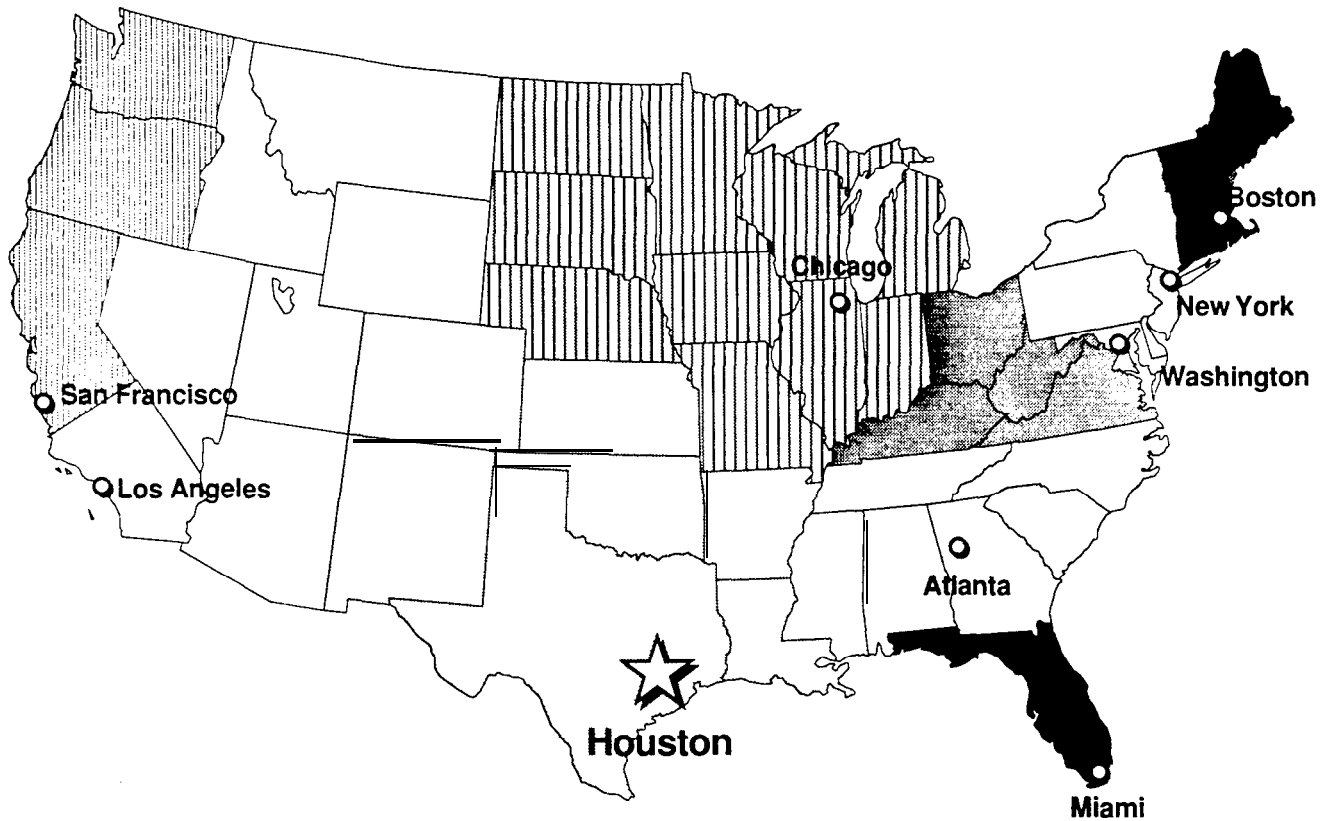 Boston
Chicago
New York
Washington
San Francisco
Los Angeles
Atlanta
Houston
Miami